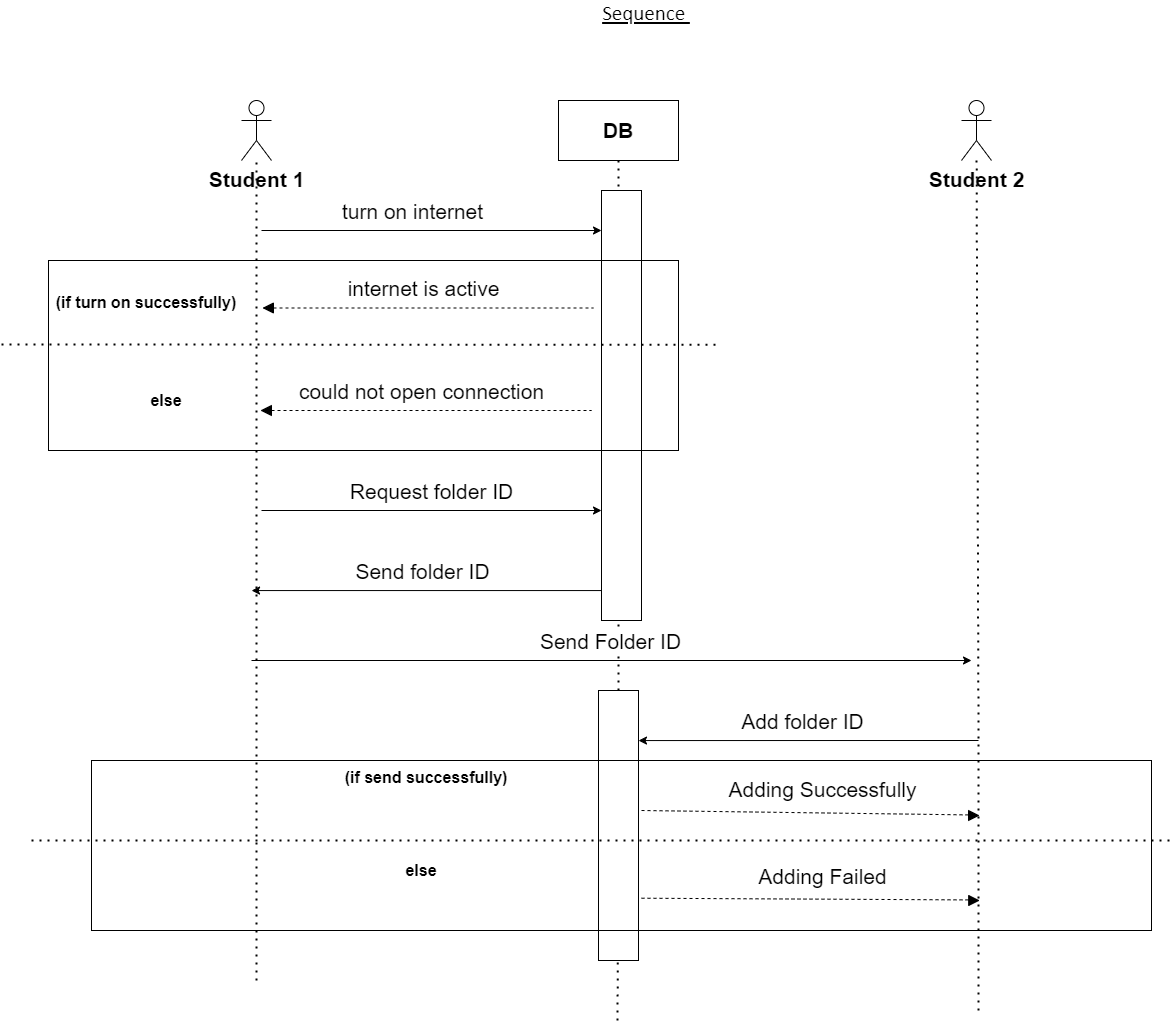 Sequence
DB
Student 1
Student 2
turn on internet
internet is active
(if turn on successfully)
could not open connection
else
Request folder ID
Send folder ID
Send Folder ID
Add folder ID
(if send successfully)
Adding Successfully
else
Adding Failed